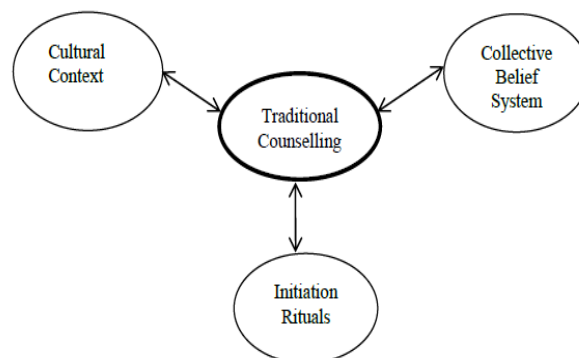 Cultural
Context
Collective
Belief
System
Traditional
Counselling
Initiation
Rituals